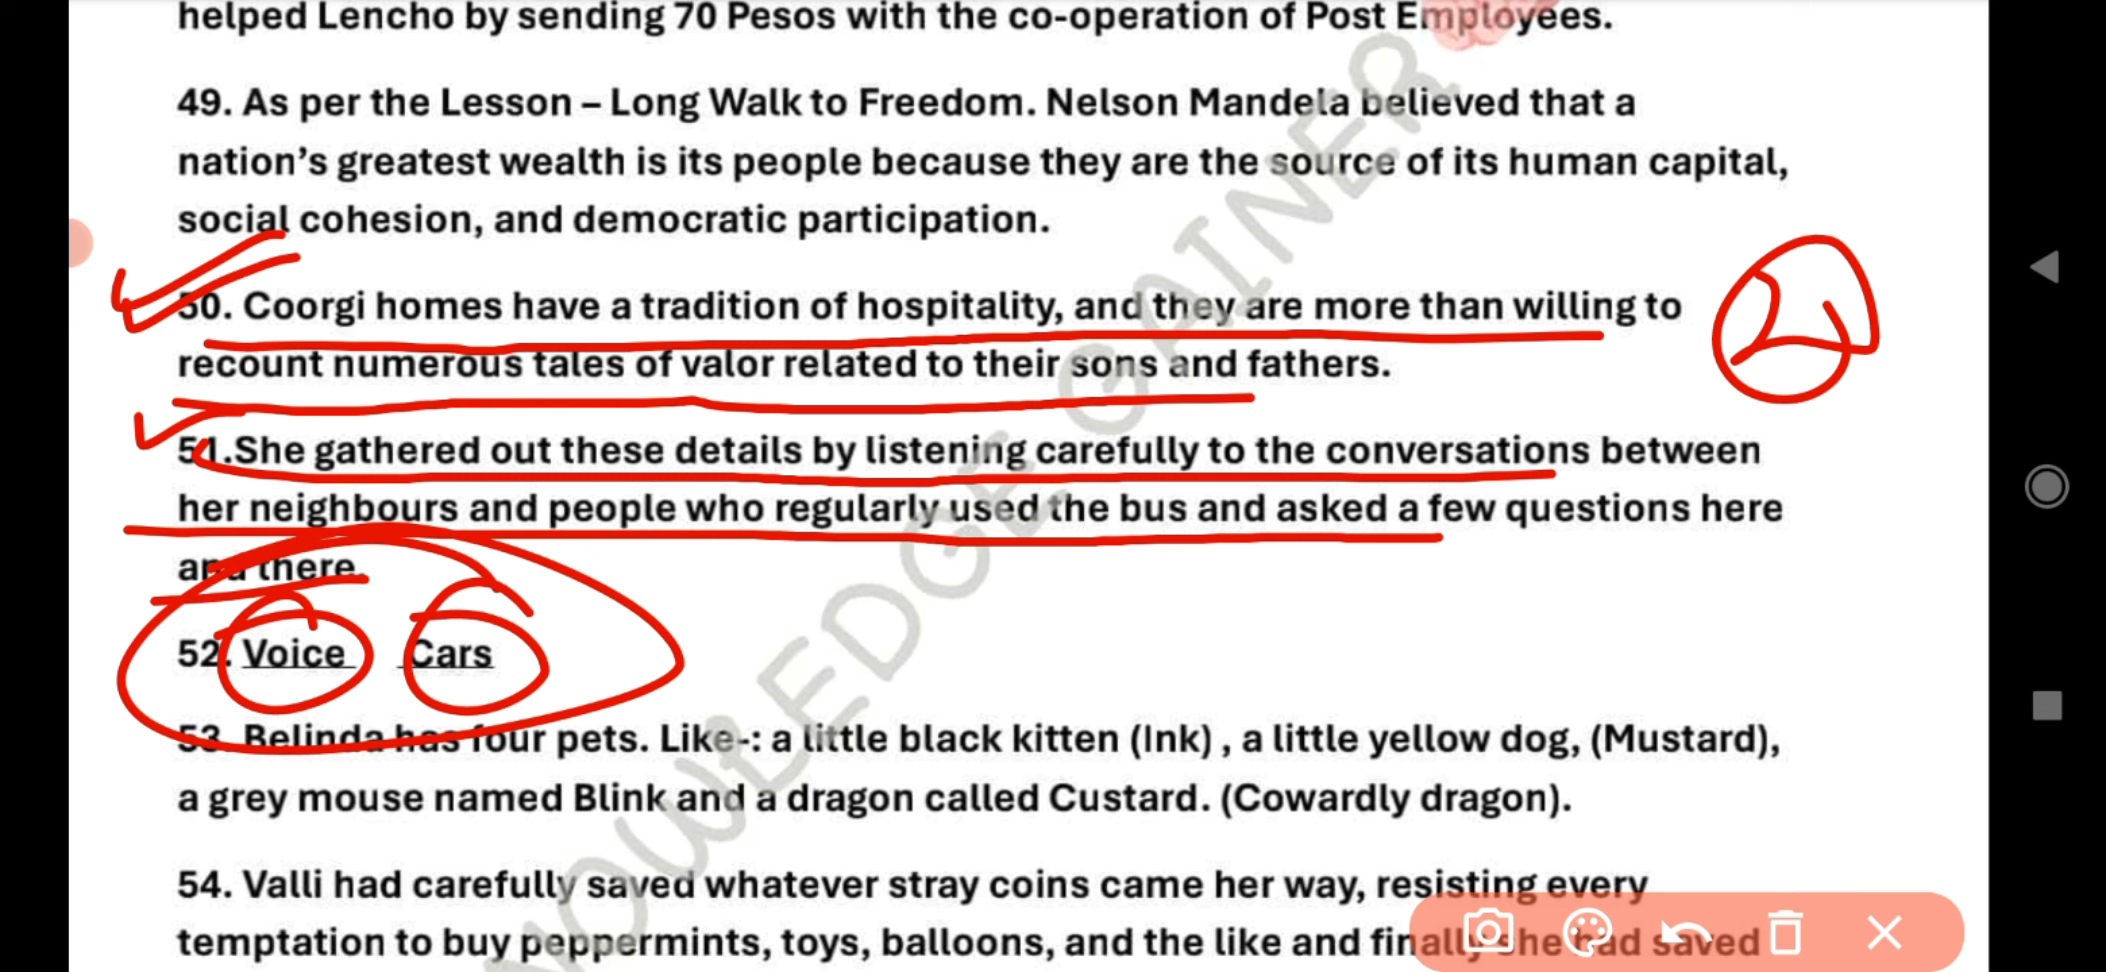 helped Lencho by sending 70 Pesos with the co-operation of Post Employees.
49. As per the Lesson – Long Walk to Freedom. Nelson Mandela believed that a
nation’s greatest wealth is its people because they are the source of its human capital,
social cohesion, and democratic participation.
50. Coorgi homes have a tradition of hospitality, and they are more than willing to
recount numerous tales of valor related to their sons and fathers.
2
51.She gathered out these details by listening carefully to the conversations between
her neighbours and people who regularly used the bus and asked a few questions here
and there.
52. Voice Cars
53. Belinda has four pets. Like-: a little black kitten (Ink) , a little yellow dog, (Mustard),
a grey mouse named Blink and a dragon called Custard. (Cowardly dragon).
54. Valli had carefully saved whatever stray coins came her way, resisting every
temptation to buy peppermints, toys, balloons, and the like and finally she had saved
KNOWLEDGE GAINER